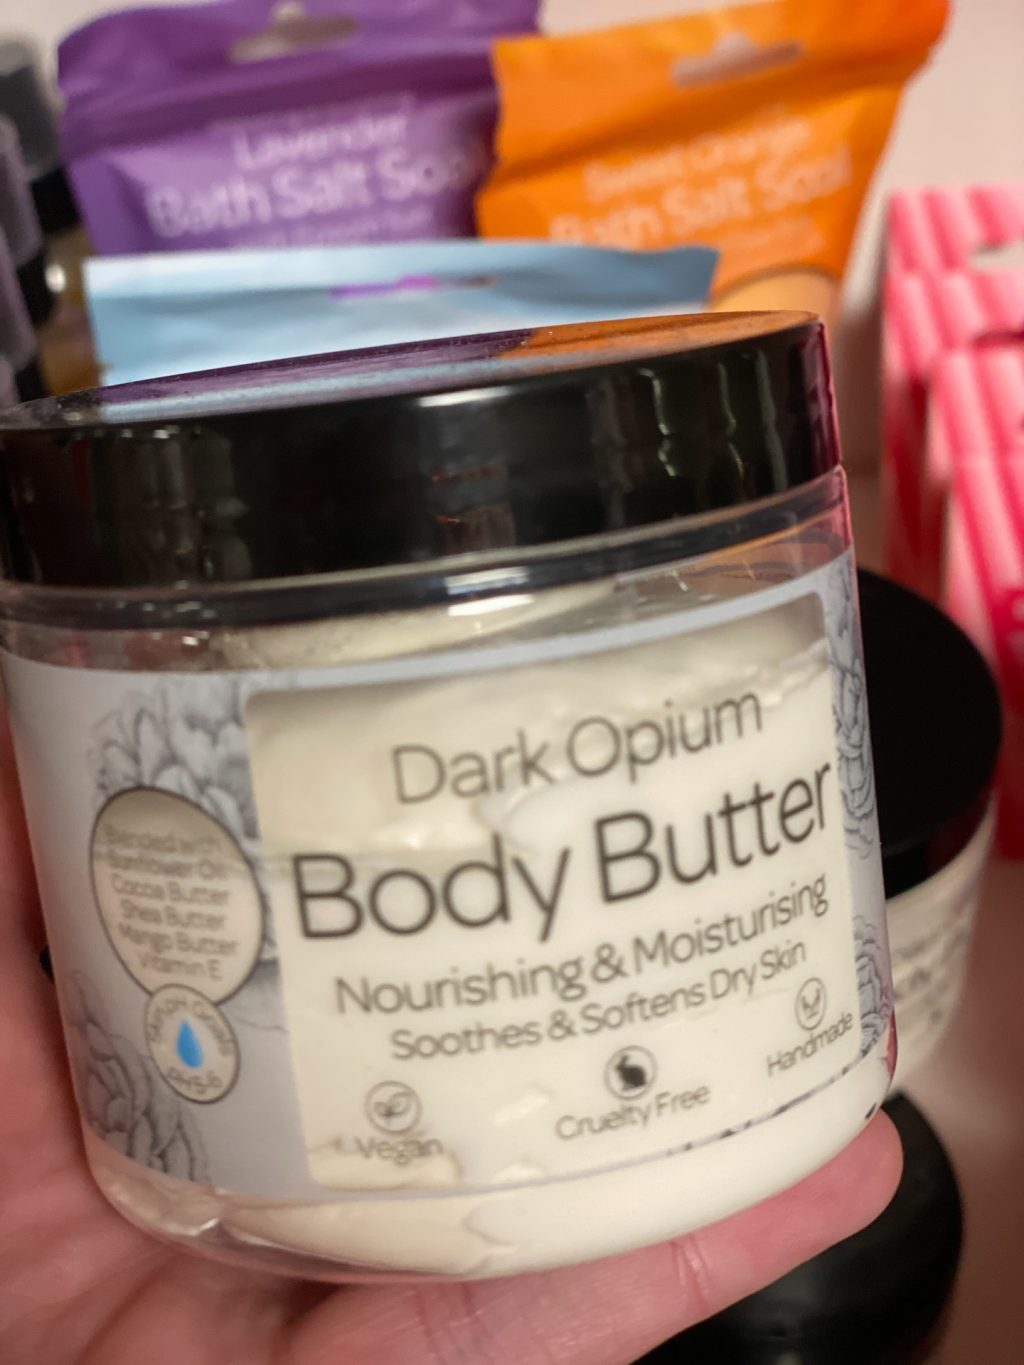 Lavender
Bath Salt Soa
Sweet Orange
Bath Salt Soak
Dark Opium
Body Butter
Nourishing & Moisturising
Soothes & Softens Dry Skin
Blended with
Sunflower Oil
Cocoa Butter
Shea Butter
Mango Butter
Vitamin E
Vegan
Cruelty Free
Handmade